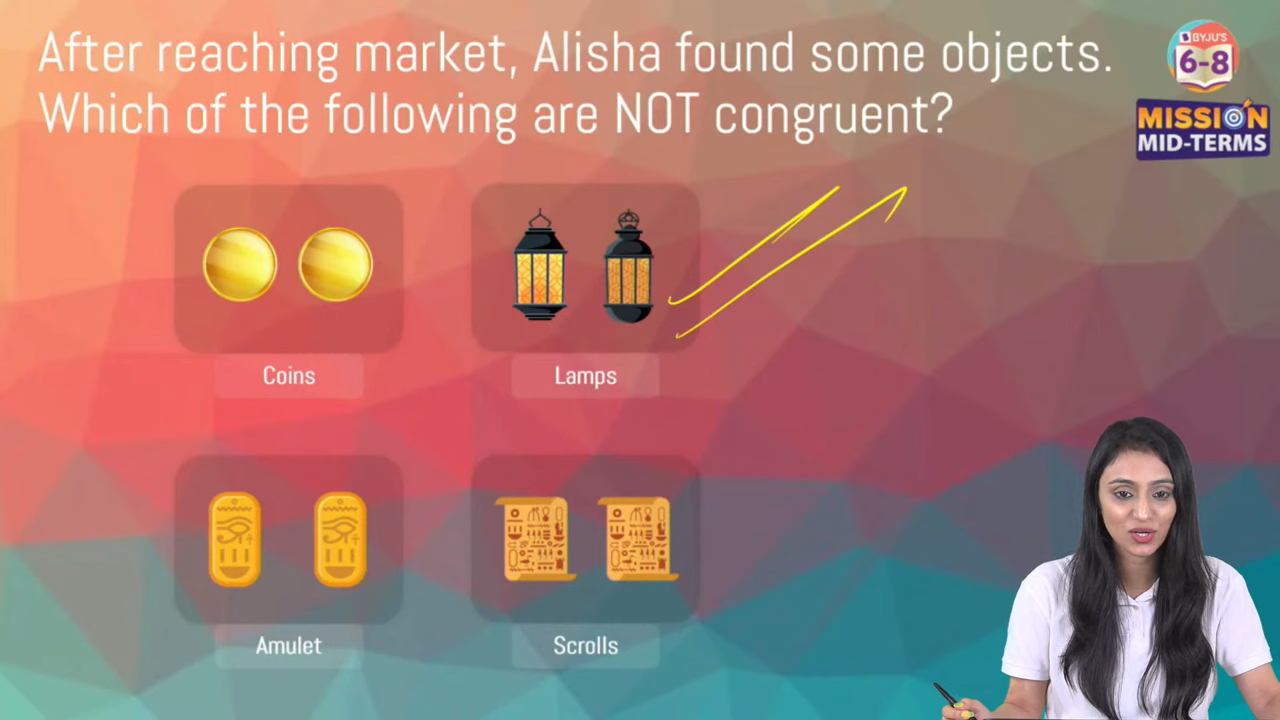 After reaching market, Alisha found some objects.
Which of the following are NOT congruent?
BYJU'S
6-8
MISSION
MID-TERMS
Coins
Lamps
Amulet
Scrolls